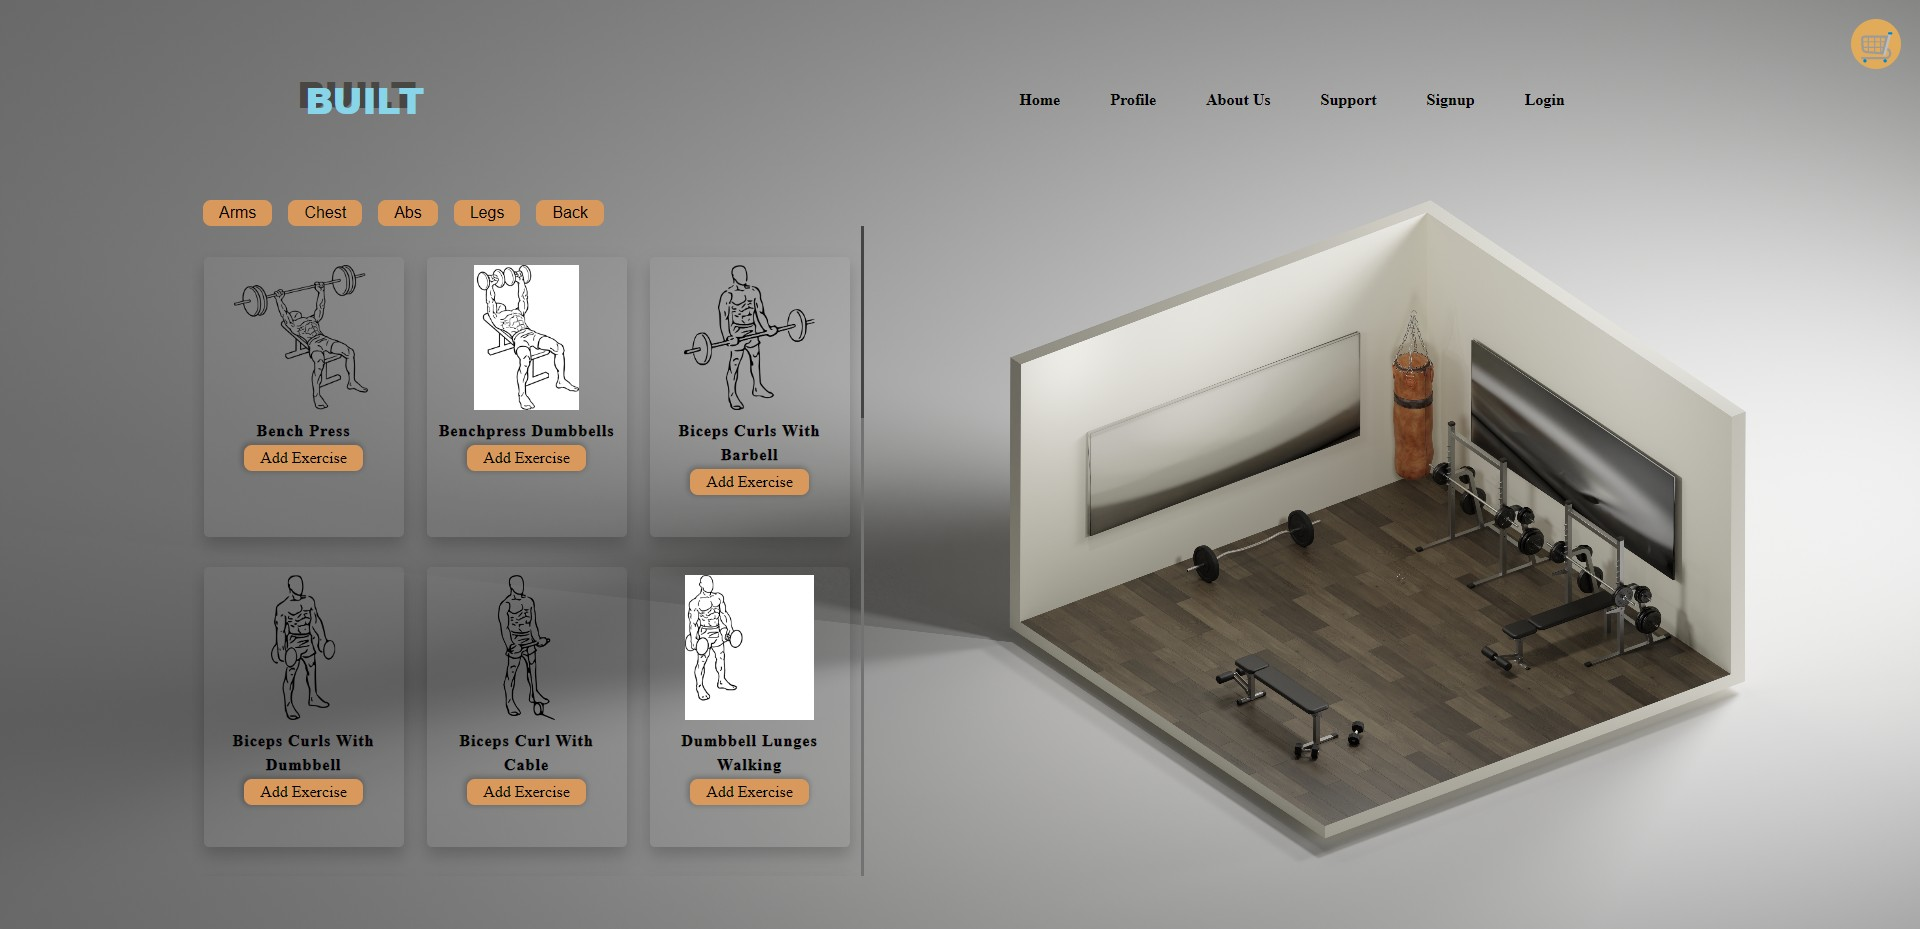 BUILT
Home Profile About Us Support Signup Login
Arms Chest Abs Legs Back
Bench Press
Add Exercise
Benchpress Dumbbells
Add Exercise
Biceps Curls With
Barbell
Add Exercise
Biceps Curls With
Dumbbell
Add Exercise
Biceps Curl With
Cable
Add Exercise
Dumbbell Lunges
Walking
Add Exercise